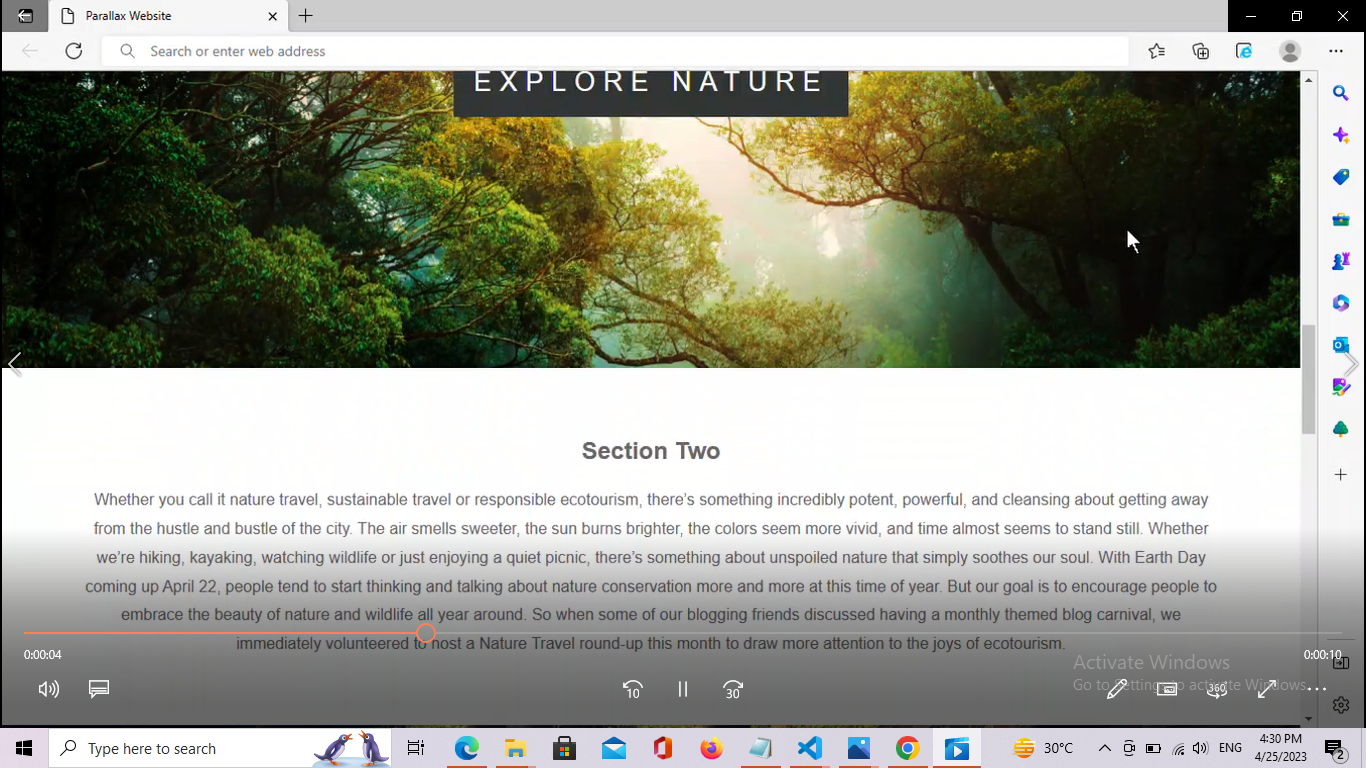 Parallax Website
Search or enter web address
EXPLORE NATURE
Section Two
Whether you call it nature travel, sustainable travel or responsible ecotourism, there's something incredibly potent, powerful, and cleansing about getting away
from the hustle and bustle of the city. The air smells sweeter, the sun burns brighter, the colors seem more vivid, and time almost seems to stand still. Whether
we're hiking, kayaking, watching wildlife or just enjoying a quiet picnic, there's something about unspoiled nature that simply soothes our soul. With Earth Day
coming up April 22, people tend to start thinking and talking about nature conservation more and more at this time of year. But our goal is to encourage people to
embrace the beauty of nature and wildlife all year around. So when some of our blogging friends discussed having a monthly themed blog carnival, we
immediately volunteered to host a Nature Travel round-up this month to draw more attention to the joys of ecotourism.
0:00:04
0:00:10
Activate Windows
Go to Settings to activate Windows.
10
30
360
Type here to search
30°C
ENG
4:30 PM
4/25/2023
2